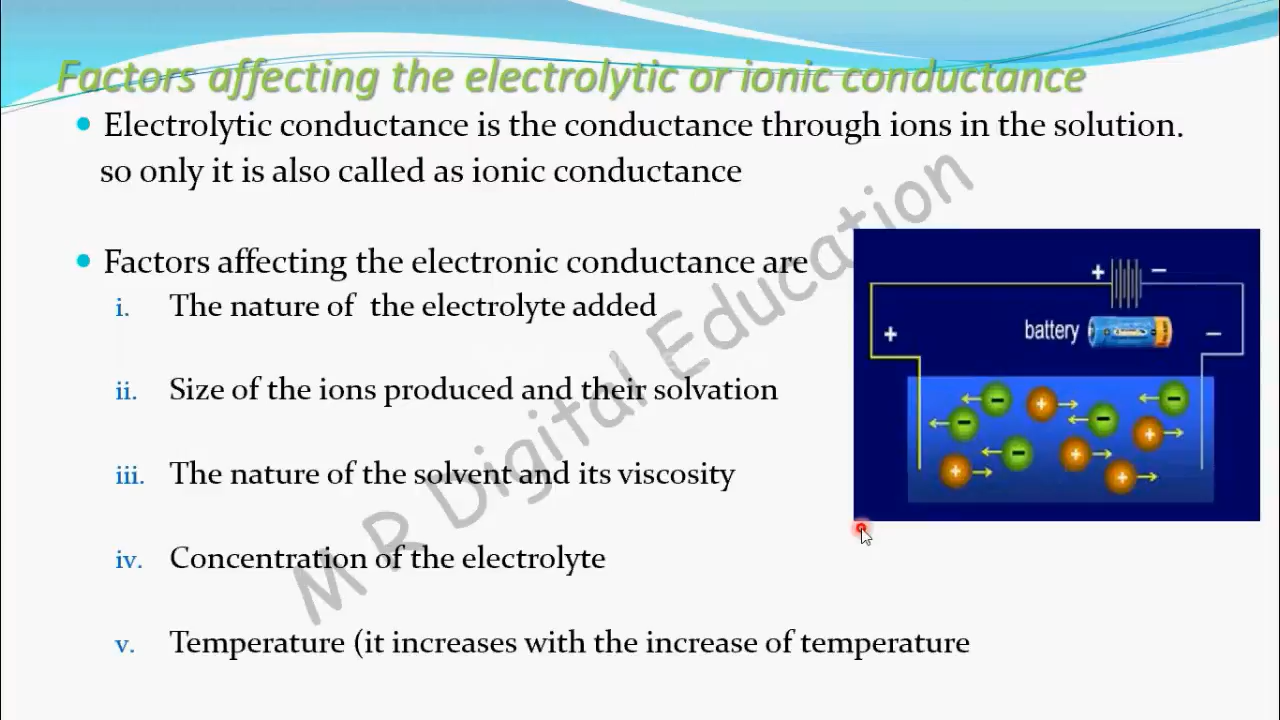 Factors affecting the electrolytic or ionic conductance
Electrolytic conductance is the conductance through ions in the solution.
so only it is also called as ionic conductance
Factors affecting the electronic conductance are
i. The nature of the electrolyte added
ii. Size of the ions produced and their solvation
iii. The nature of the solvent and its viscosity
iv. Concentration of the electrolyte
v. Temperature (it increases with the increase of temperature
+ −
+ battery −
− + − −
− − +
− +
+ +
M R Digital Education